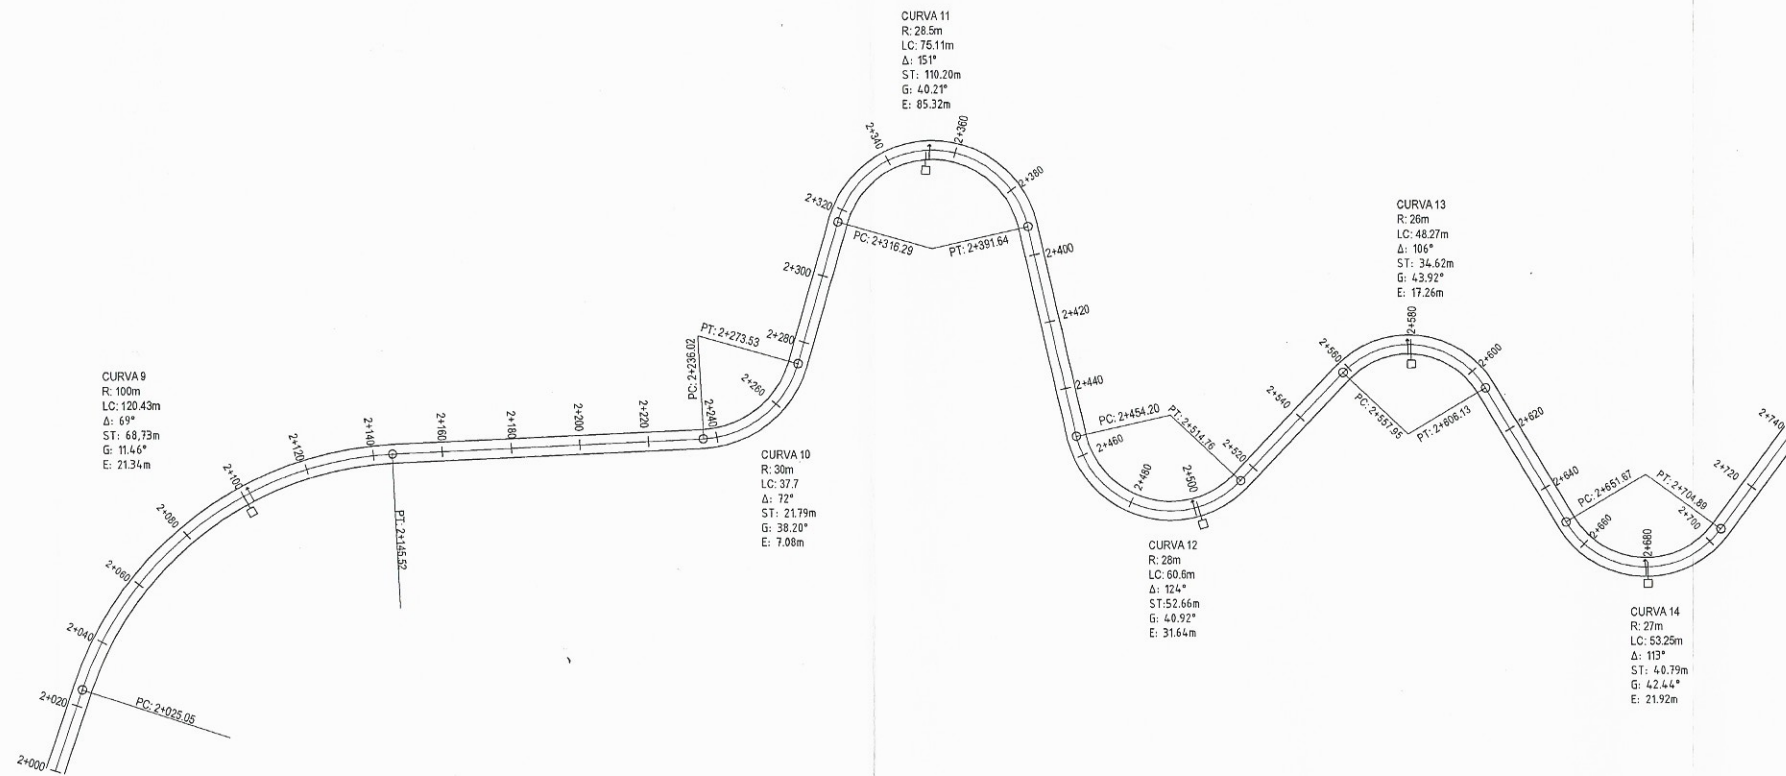 CURVA 11
R: 28.5m
LC: 75.11m
Δ: 151°
ST: 110.20m
G: 40.21°
E: 85.32m
2+340
2+360
2+320
2+380
PC: 2+316.29
PT: 2+391.64
2+300
2+400
CURVA 13
R: 26m
LC: 48.27m
Δ: 106°
ST: 34.62m
G: 43.92°
E: 17.26m
2+280
2+420
PT: 2+273.53
PC: 2+236.02
2+260
2+440
2+580
2+560
2+600
CURVA 9
R: 100m
LC: 120.43m
Δ: 69°
ST: 68,73m
G: 11.46°
E: 21.34m
2+120
2+140
2+160
2+180
2+200
2+220
2+240
PC: 2+454.20
PT: 2+514.76
2+540
PC: 2+557.95
PT: 2+606.13
2+620
2+740
CURVA 10
R: 30m
LC: 37.7
Δ: 72°
ST: 21.79m
G: 38.20°
E: 7.08m
2+460
2+480
2+500
2+520
2+640
2+720
2+100
2+080
PT: 2+145.52
PC: 2+651.67
PT: 2+704.89
2+660
2+680
2+700
2+060
CURVA 12
R: 28m
LC: 60.6m
Δ: 124°
ST:52.66m
G: 40.92°
E: 31.64m
2+040
CURVA 14
R: 27m
LC: 53.25m
Δ: 113°
ST: 40.79m
G: 42.44°
E: 21.92m
2+020
PC: 2+025.05
2+000